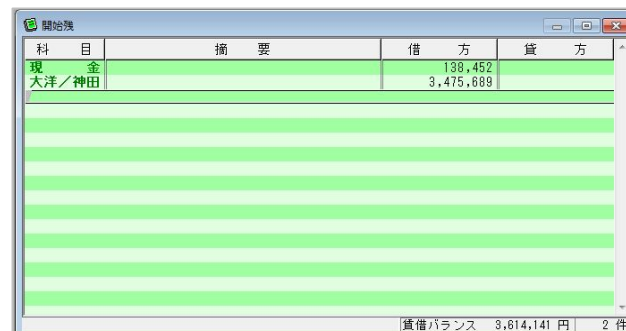 開始残
科 目 摘 要 借 方 貸 方
現 金 138,452
大洋/神田 3,475,689
貸借バランス 3,614,141 円 2 件